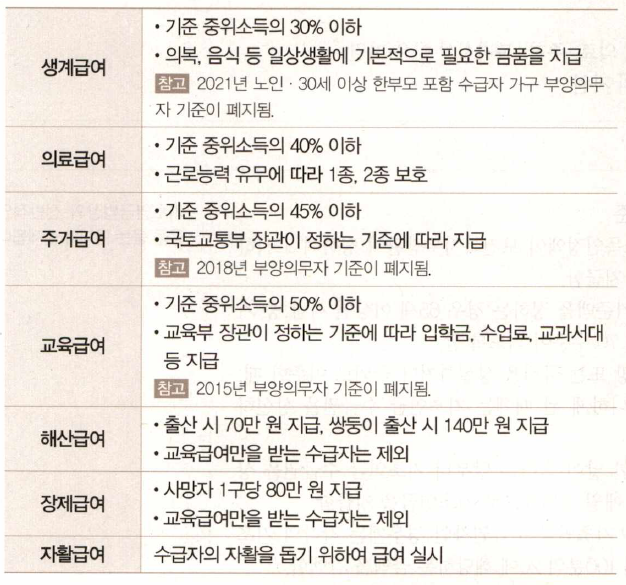 생계급여
• 기준 중위소득의 30% 이하
• 의복, 음식 등 일상생활에 기본적으로 필요한 금품을 지급
참고 2021년 노인 · 30세 이상 한부모 포함 수급자 가구 부양의무
자 기준이 폐지됨.
의료급여
• 기준 중위소득의 40% 이하
• 근로능력 유무에 따라 1종, 2종 보호
주거급여
• 기준 중위소득의 45% 이하
• 국토교통부 장관이 정하는 기준에 따라 지급
참고 2018년 부양의무자 기준이 폐지됨.
교육급여
• 기준 중위소득의 50% 이하
• 교육부 장관이 정하는 기준에 따라 입학금, 수업료, 교과서대
등 지급
참고 2015년 부양의무자 기준이 폐지됨.
해산급여
• 출산 시 70만 원 지급, 쌍둥이 출산 시 140만 원 지급
• 교육급여만을 받는 수급자는 제외
장제급여
• 사망자 1구당 80만 원 지급
• 교육급여만을 받는 수급자는 제외
자활급여
수급자의 자활을 돕기 위하여 급여 실시